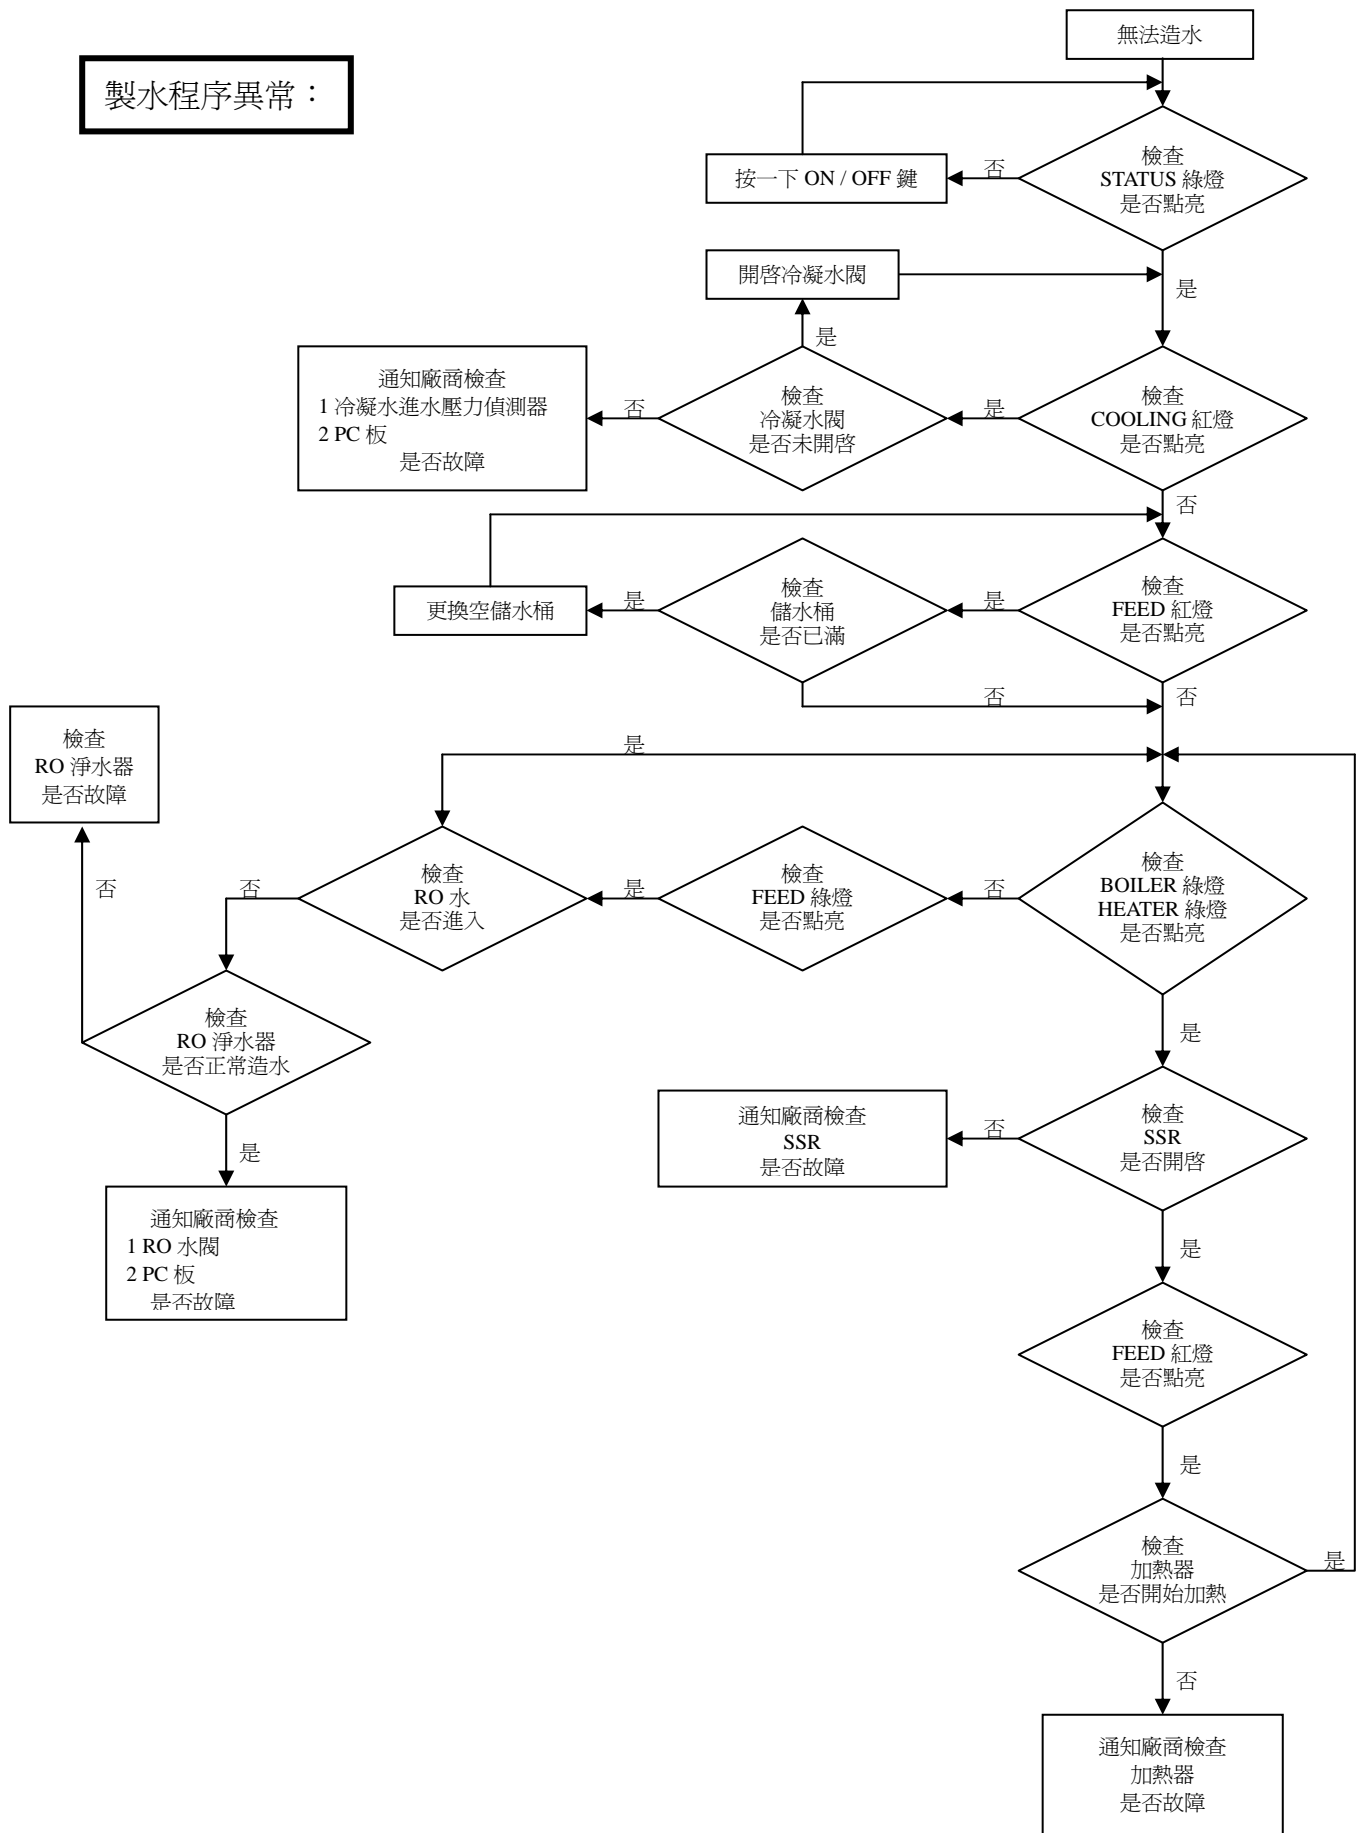 無法造水
製水程序異常：
檢查
STATUS 綠燈
是否點亮
否
按一下 ON / OFF 鍵
是
開啓冷凝水閥
檢查
COOLING 紅燈
是否點亮
是
檢查
冷凝水閥
是否未開啓
是
否
通知廠商檢查
1 冷凝水進水壓力偵測器
2 PC 板
是否故障
否
檢查
FEED 紅燈
是否點亮
是
檢查
儲水桶
是否已滿
是
更換空儲水桶
否
否
是
檢查
BOILER 綠燈
HEATER 綠燈
是否點亮
否
檢查
FEED 綠燈
是否點亮
是
檢查
RO 水
是否進入
否
檢查
RO 淨水器
是否正常造水
否
檢查
RO 淨水器
是否故障
是
通知廠商檢查
1 RO 水閥
2 PC 板
是否故障
是
檢查
SSR
是否開啓
否
通知廠商檢查
SSR
是否故障
是
檢查
FEED 紅燈
是否點亮
是
檢查
加熱器
是否開始加熱
是
否
通知廠商檢查
加熱器
是否故障